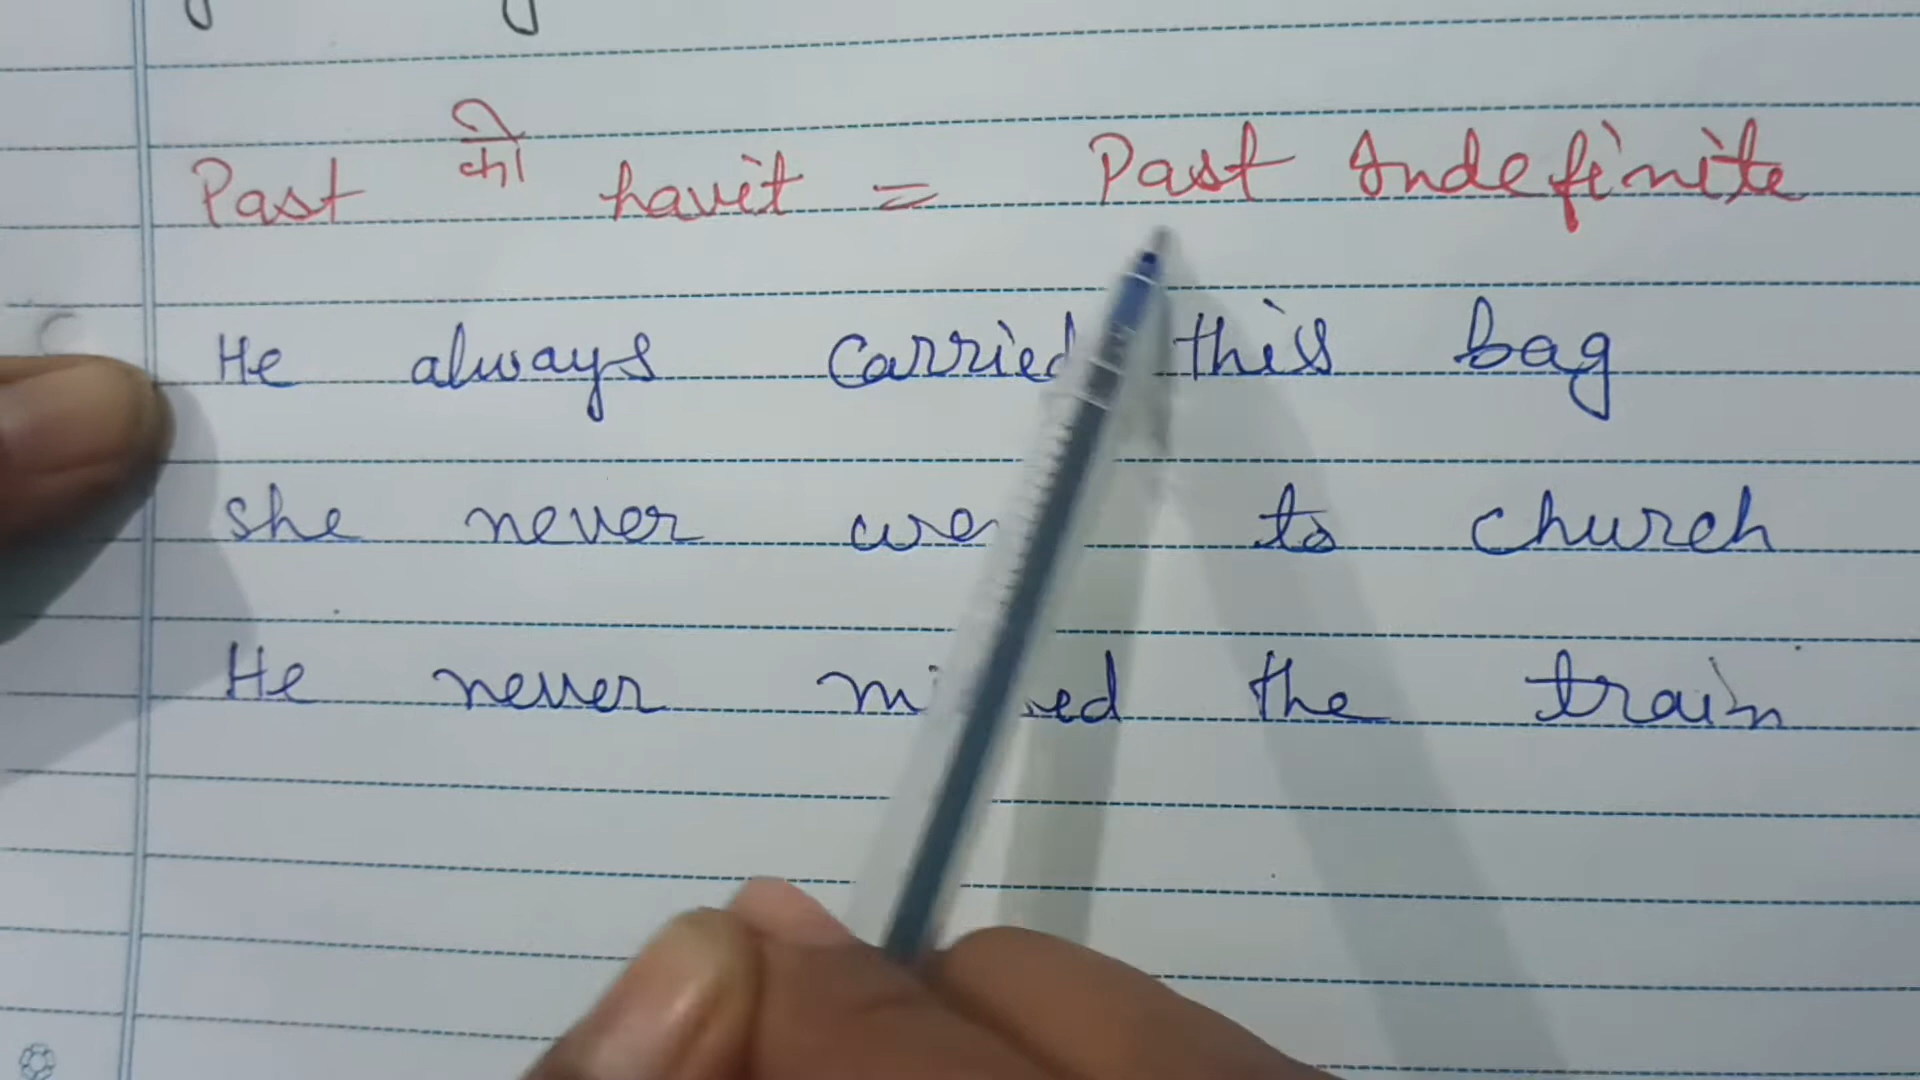 Past की havit = Past Indefinite
He always carried this bag
she never to church
He never the train